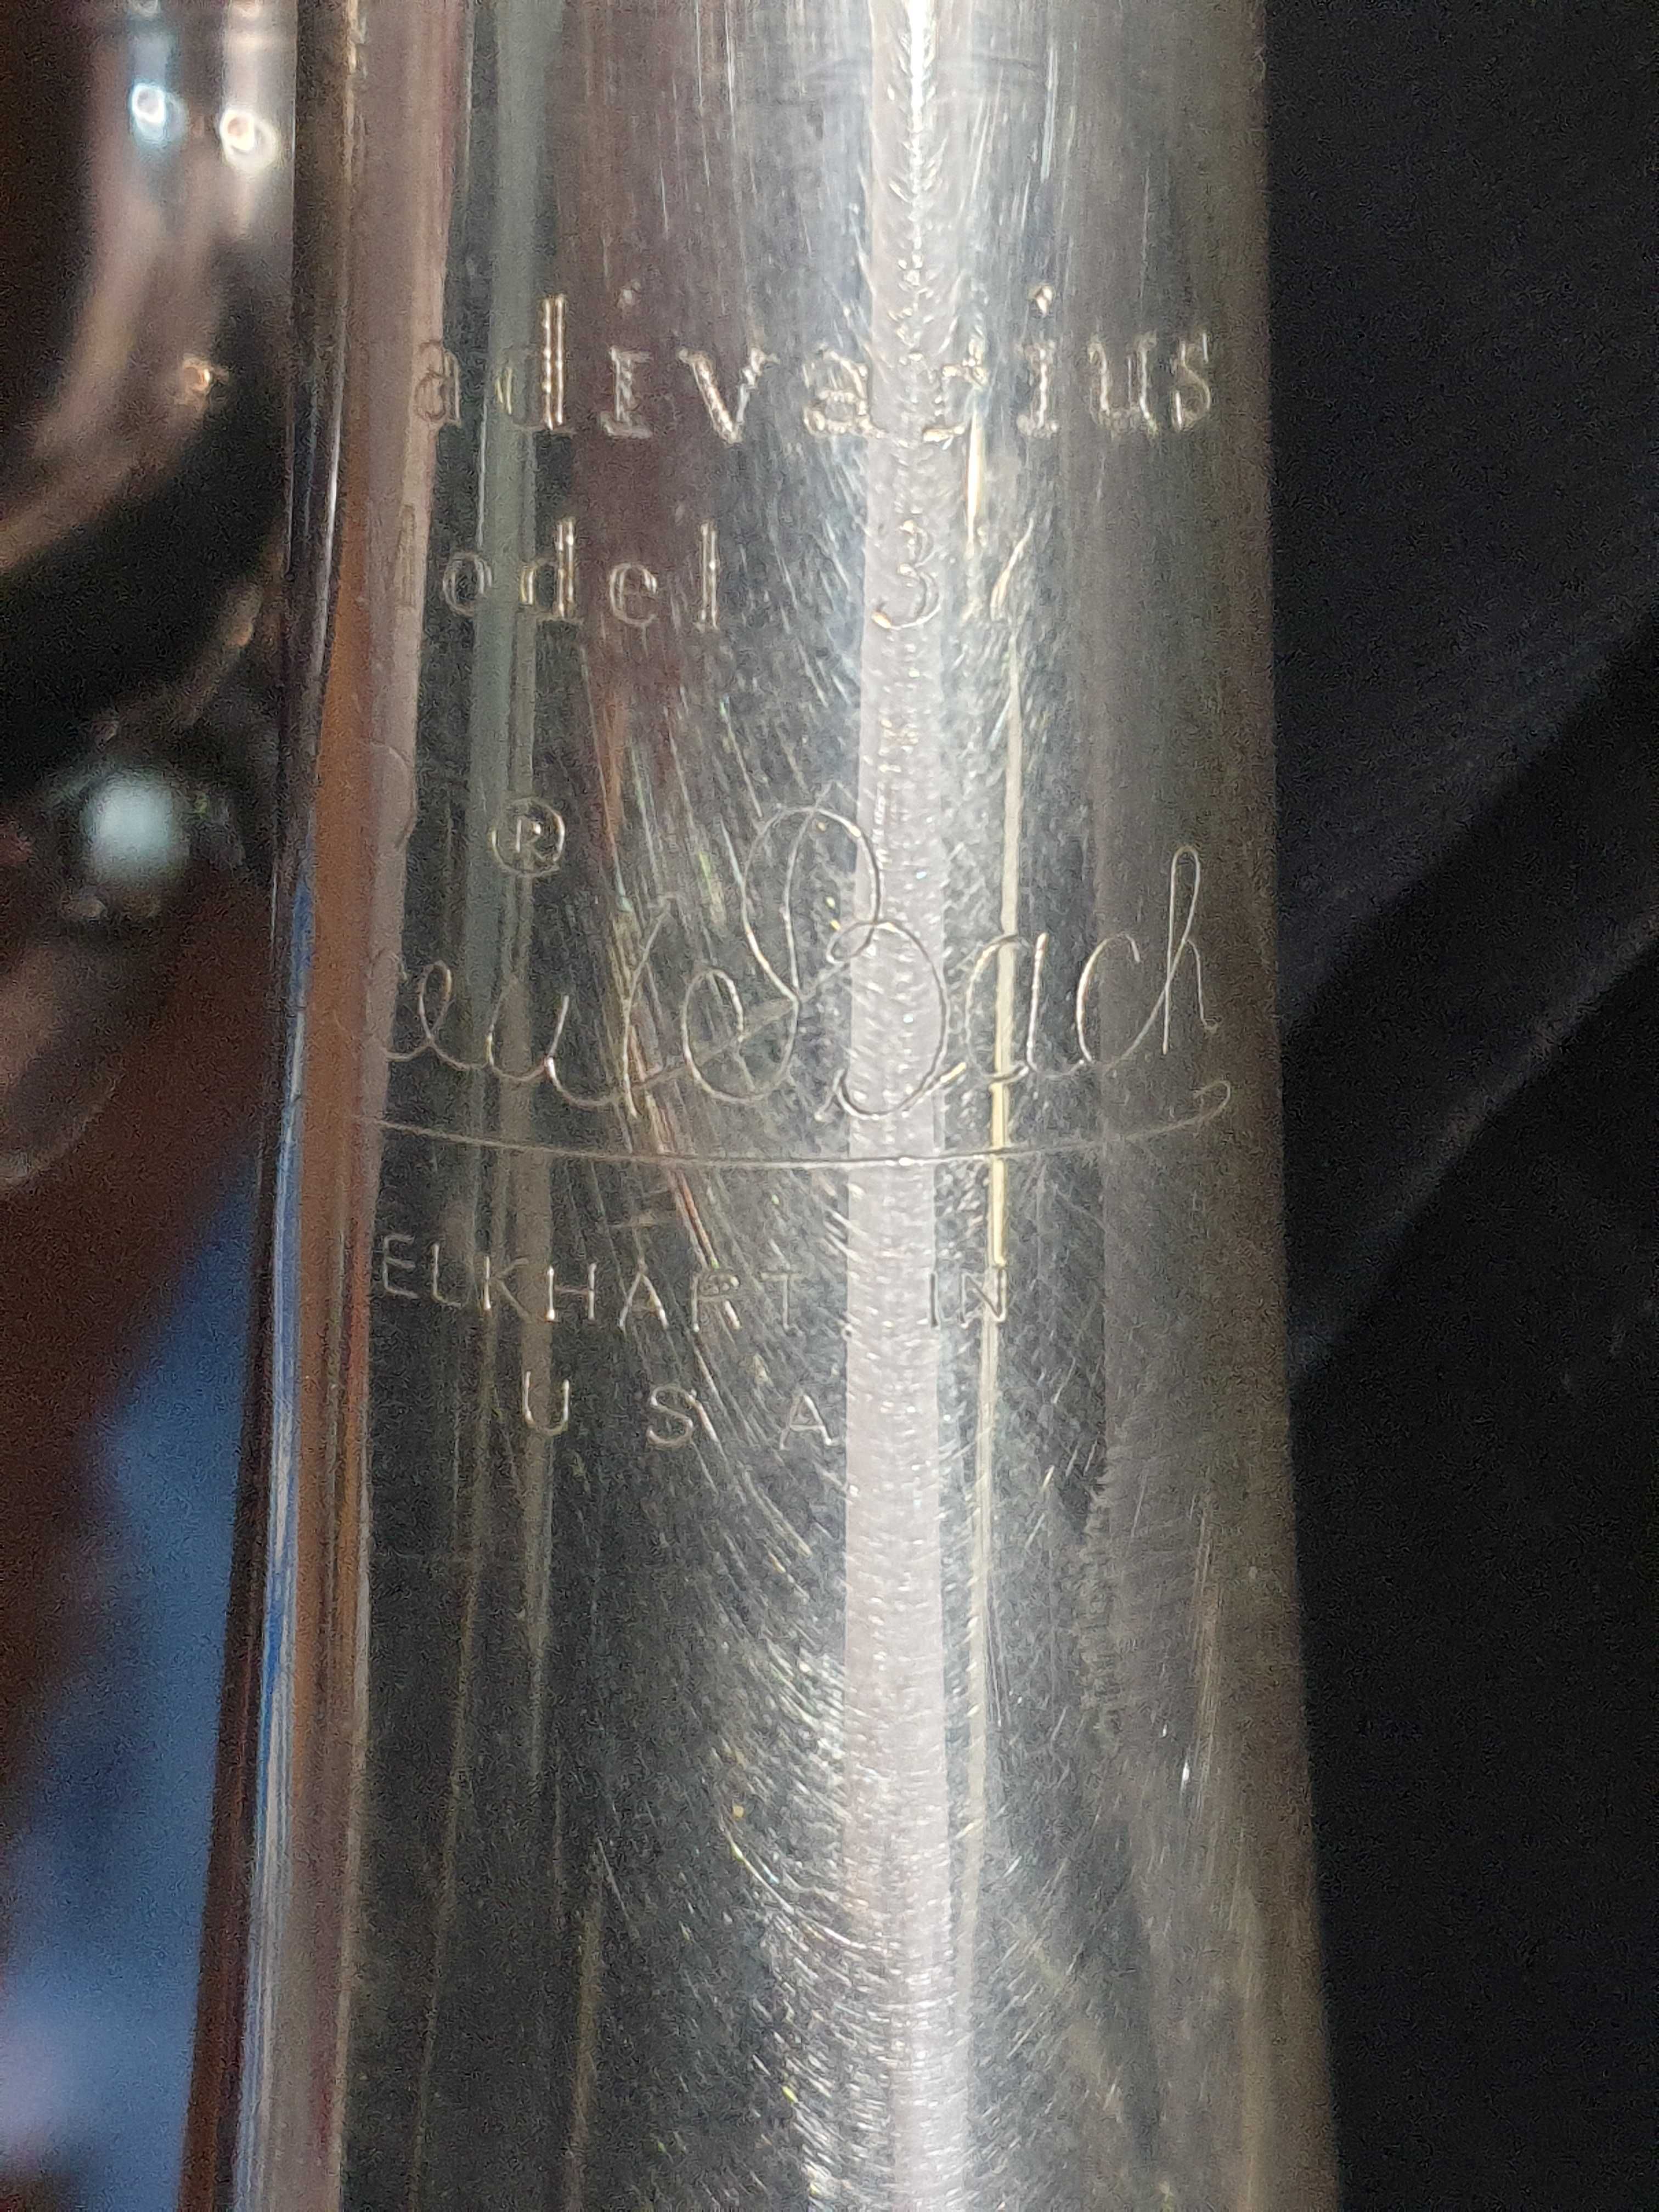 adivarius
odel 37
®
Bach
ELKHART, IN
U S A